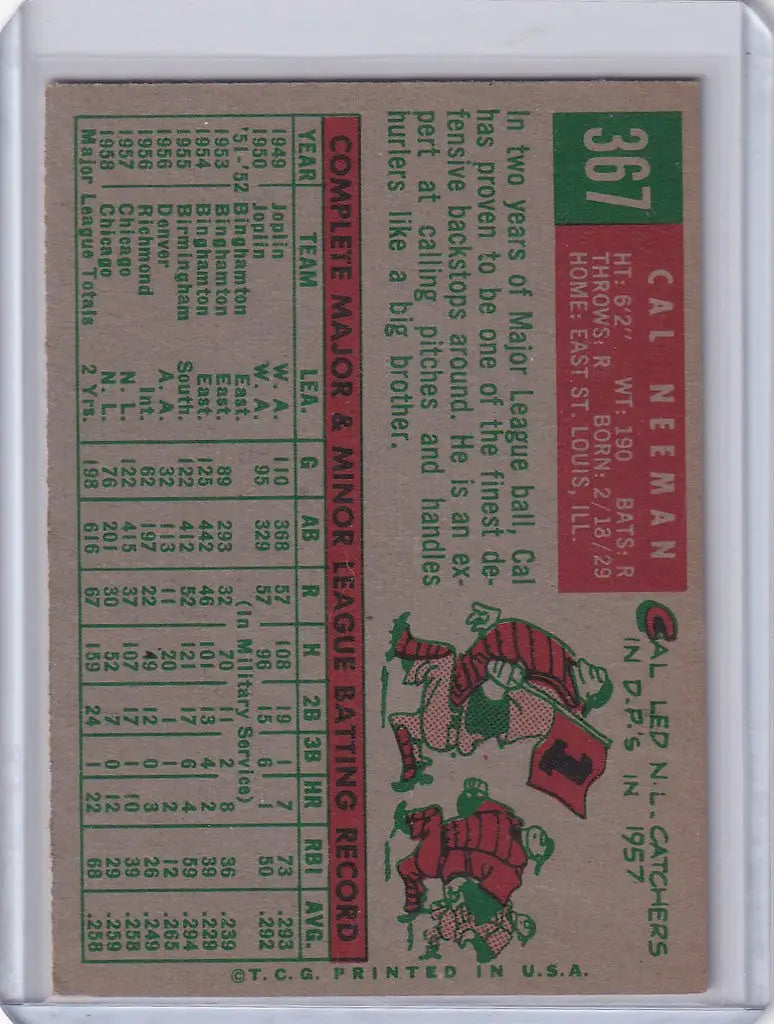 367
CAL NEEMAN
HT: 6'2" WT: 190 BATS: R
THROWS: R BORN: 2/18/29
HOME: EAST ST. LOUIS, ILL.
CAL LED N.L. CATCHERS
IN D.P.'S IN 1957
In two years of Major League ball, Cal
has proven to be one of the finest de-
fensive backstops around. He is an ex-
pert at calling pitches and handles
hurlers like a big brother.
1
COMPLETE MAJOR & MINOR LEAGUE BATTING RECORD
YEAR TEAM LEA. G AB R H 2B 3B HR RBI AVG.
1949 Joplin W. A. 110 368 57 108 19 1 7 73 .293
1950 Joplin W. A. 95 329 57 96 15 6 1 50 .292
'51-'52 Binghamton East. (In Military Service)
1953 Binghamton East. 89 293 32 70 11 2 8 36 .239
1954 Binghamton East. 125 442 46 101 13 4 2 39 .229
1955 Birmingham South. 122 412 52 121 17 6 4 59 .294
1956 Denver A. A. 32 113 11 20 1 1 2 12 .265
1956 Richmond Int. 62 197 22 49 12 0 3 26 .249
1957 Chicago N. L. 122 415 37 107 17 1 10 39 .258
1958 Chicago N. L. 76 201 30 52 7 0 12 29 .259
Major League Totals 2 Yrs. 198 616 67 159 24 1 22 68 .258
©T.C.G. PRINTED IN U.S.A.